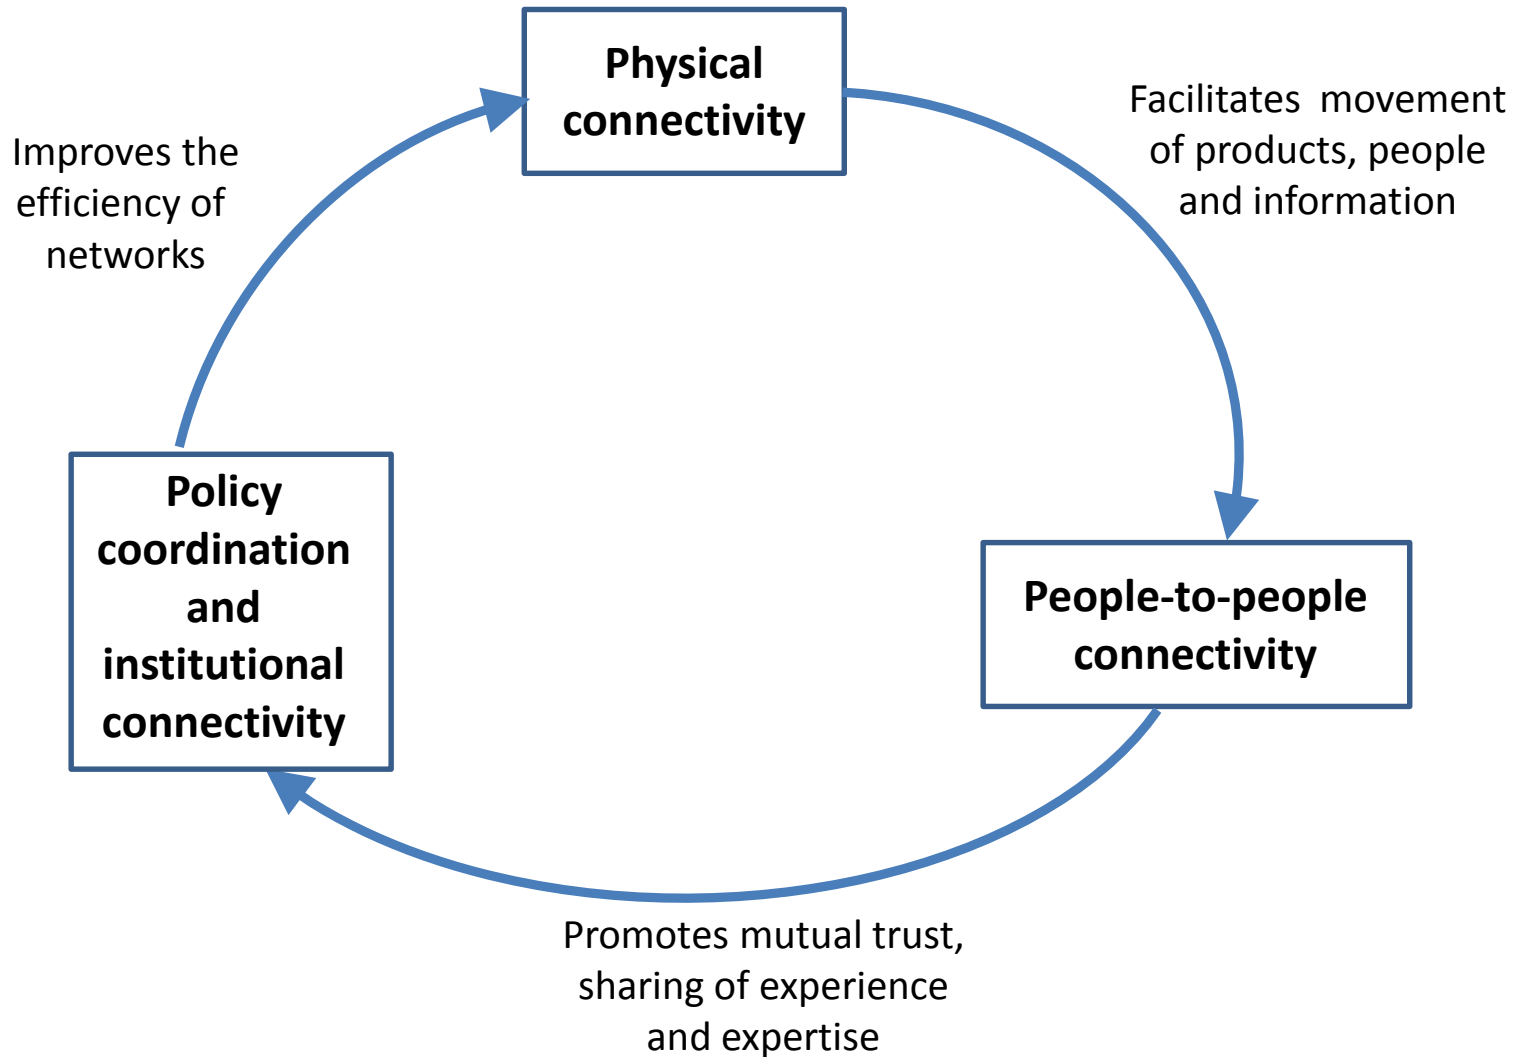 Physical
connectivity
Facilitates  movement
of products, people
and information
Improves the
efficiency of
networks
Policy
coordination
and
institutional
connectivity
People-to-people
connectivity
Promotes mutual trust,
sharing of experience
and expertise